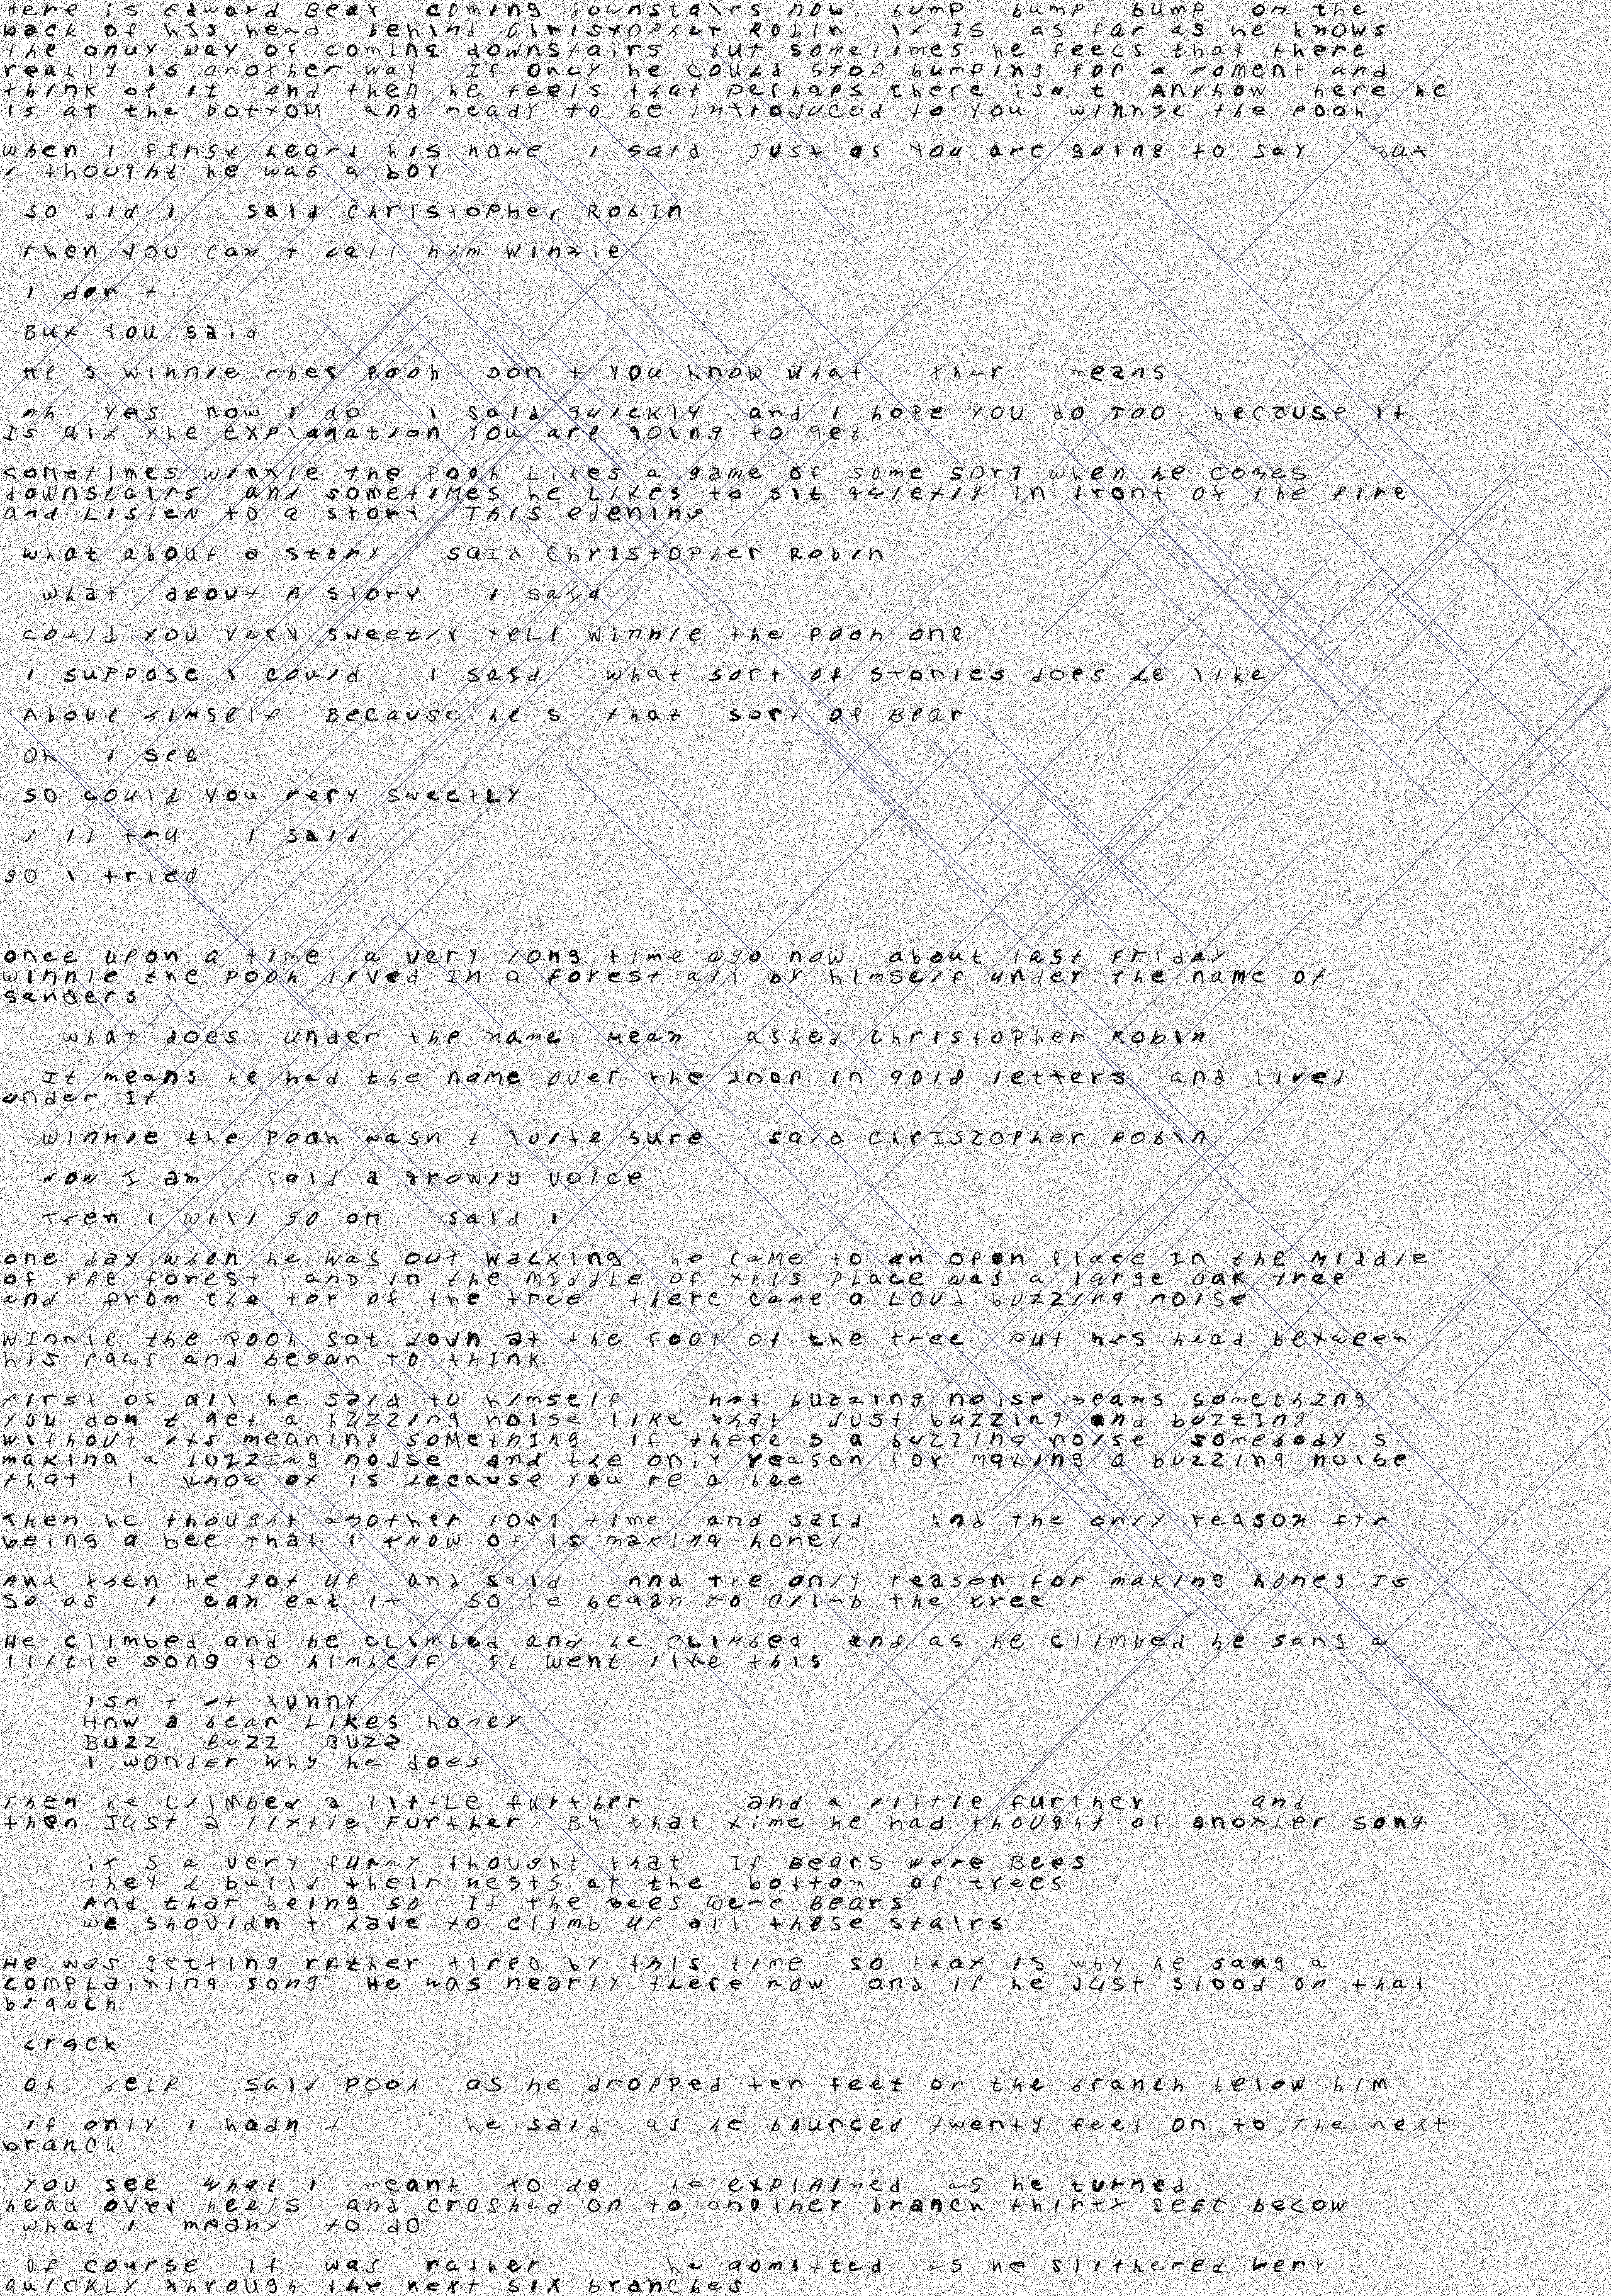 Here is Edward Bear coming downstairs now bump bump bump on the
back of his head behind Christopher Robin It is as far as he knows
the only way of coming downstairs but sometimes he feels that there
really is another way if only he could stop bumping for a moment and
think of it and then he feels that perhaps there isn t Anyhow here he
is at the bottom and ready to be introduced to you Winnie the Pooh
when I first heard his name I said just as you are going to say But
I thought he was a boy
So did I said Christopher Robin
Then you can t call him Winnie
I don t
But you said
He s Winnie ther Pooh Don t you know what ther means
Ah yes now I do I said quickly and I hope you do too because it
is all the explanation you are going to get
Sometimes Winnie the Pooh likes a game of some sort when he comes
downstairs and sometimes he likes to sit quietly in front of the fire
and listen to a story This evening
What about a story said Christopher Robin
What about a story I said
Could you very sweetly tell Winnie the Pooh one
I suppose I could I said What sort of stories does he like
About himself Because he s that sort of Bear
Oh I see
So could you very sweetly
I ll try I said
So I tried
Once upon a time a very long time ago now about last Friday
Winnie the Pooh lived in a forest all by himself under the name of
Sanders
What does under the name mean asked Christopher Robin
It means he had the name over the door in gold letters and lived
under it
Winnie the Pooh wasn t quite sure said Christopher Robin
Now I am said a growly voice
Then I will go on said I
One day when he was out walking he came to an open place in the middle
of the forest and in the middle of this place was a large oak tree
and from the top of the tree there came a loud buzzing noise
Winnie the Pooh sat down at the foot of the tree put his head between
his paws and began to think
First of all he said to himself That buzzing noise means something
You don t get a buzzing noise like that just buzzing and buzzing
without its meaning something If there s a buzzing noise somebody s
making a buzzing noise and the only reason for making a buzzing noise
that I know of is because you re a bee
Then he thought another long time and said And the only reason for
being a bee that I know of is making honey
And then he got up and said And the only reason for making honey is
so as I can eat it So he began to climb the tree
He climbed and he climbed and he climbed and as he climbed he sang a
little song to himself It went like this
Isn t it funny
How a bear likes honey
Buzz Buzz Buzz
I wonder why he does
Then he climbed a little further and a little further and
then just a little further By that time he had thought of another song
It s a very funny thought that if Bears were Bees
They d build their nests at the bottom of trees
And that being so if the Bees were Bears
We shouldn t have to climb up all these stairs
He was getting rather tired by this time so that is why he sang a
complaining song He was nearly there now and if he just stood on that
branch
Crack
Oh help said Pooh as he dropped ten feet on the branch below him
If only I hadn t he said as he bounced twenty feet on to the next
branch
You see what I meant to do he explained as he turned
head over heels and crashed on to another branch thirty feet below
what I meant to do
Of course it was rather he admitted as he slithered very
quickly through the next six branches